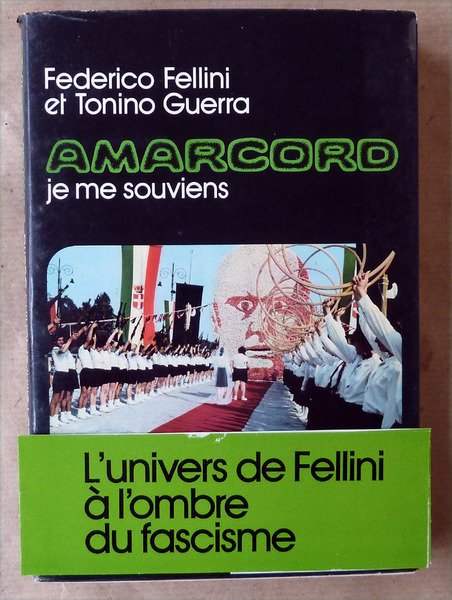 Federico Fellini
et Tonino Guerra
AMARCORD
je me souviens
L'univers de Fellini
à l'ombre
du fascisme